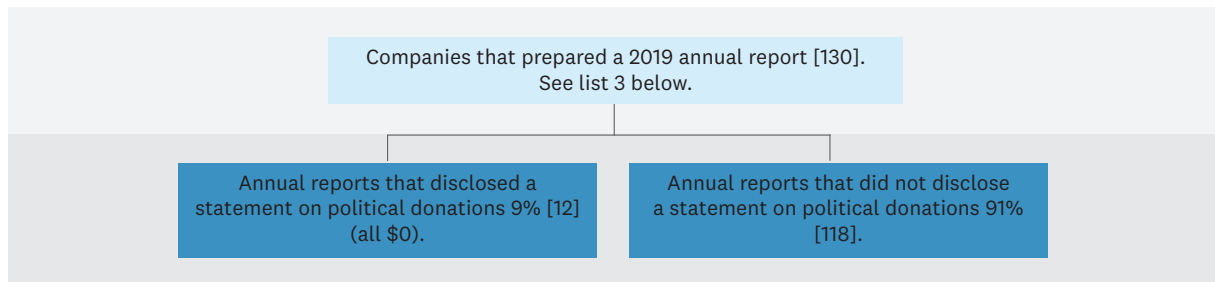 Companies that prepared a 2019 annual report [130].
See list 3 below.
Annual reports that disclosed a
statement on political donations 9% [12]
(all $0).
Annual reports that did not disclose
a statement on political donations 91%
[118].